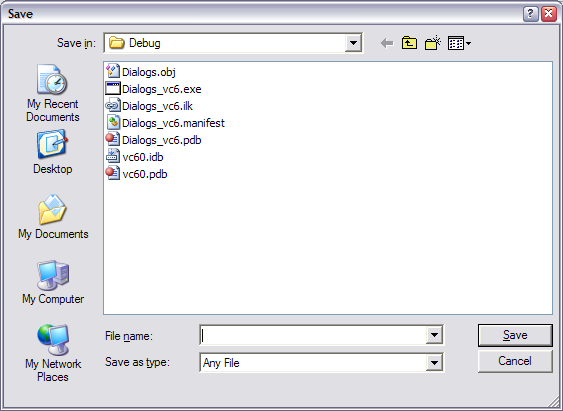 Save
Save in:
Debug
My Recent
Documents
Desktop
My Documents
My Computer
My Network
Places
Dialogs.obj
Dialogs_vc6.exe
Dialogs_vc6.ilk
Dialogs_vc6.manifest
Dialogs_vc6.pdb
vc60.idb
vc60.pdb
File name:
Save
Save as type:
Any File
Cancel